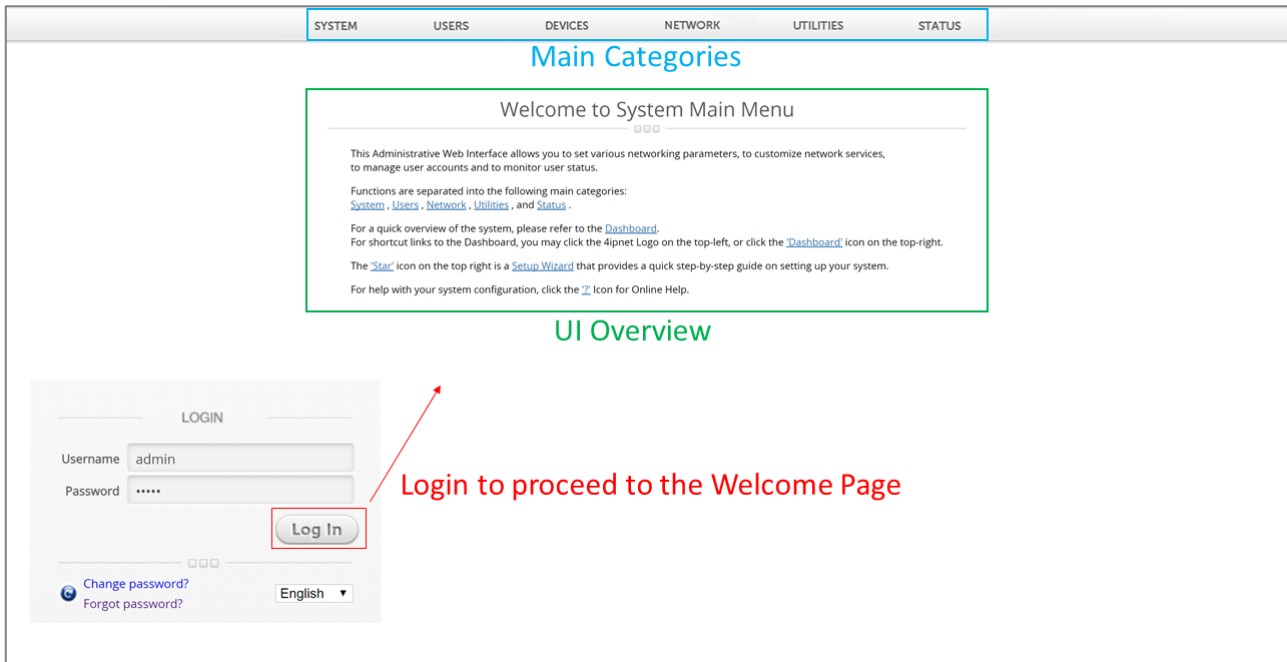 SYSTEM USERS DEVICES NETWORK UTILITIES STATUS
Main Categories
Welcome to System Main Menu
This Administrative Web Interface allows you to set various networking parameters, to customize network services,
to manage user accounts and to monitor user status.
Functions are separated into the following main categories:
System , Users , Network , Utilities , and Status .
For a quick overview of the system, please refer to the Dashboard.
For shortcut links to the Dashboard, you may click the 4ipnet Logo on the top-left, or click the 'Dashboard' icon on the top-right.
The 'Star' icon on the top right is a Setup Wizard that provides a quick step-by-step guide on setting up your system.
For help with your system configuration, click the '?' Icon for Online Help.
UI Overview
LOGIN
Username admin
Password •••••
Login to proceed to the Welcome Page
Log In
Change password?
Forgot password?
English